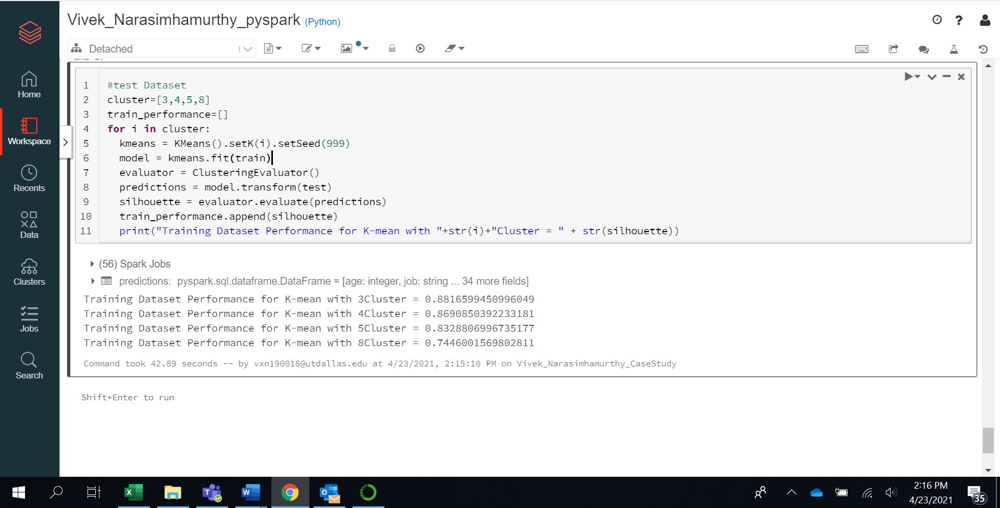 Vivek_Narasimhamurthy_pyspark (Python)
Detached
Home
Workspace
Recents
Data
Clusters
Jobs
Search
1 #test Dataset
2 cluster=[3,4,5,8]
3 train_performance=[]
4 for i in cluster:
5 kmeans = KMeans().setK(i).setSeed(999)
6 model = kmeans.fit(train)
7 evaluator = ClusteringEvaluator()
8 predictions = model.transform(test)
9 silhouette = evaluator.evaluate(predictions)
10 train_performance.append(silhouette)
11 print("Training Dataset Performance for K-mean with "+str(i)+"Cluster = " + str(silhouette))
(56) Spark Jobs
predictions: pyspark.sql.dataframe.DataFrame = [age: integer, job: string ... 34 more fields]
Training Dataset Performance for K-mean with 3Cluster = 0.8816599450996049
Training Dataset Performance for K-mean with 4Cluster = 0.8690850392233181
Training Dataset Performance for K-mean with 5Cluster = 0.8328806996735177
Training Dataset Performance for K-mean with 8Cluster = 0.7446001569802811
Command took 42.89 seconds -- by vxn190018@utdallas.edu at 4/23/2021, 2:15:10 PM on Vivek_Narasimhamurthy_CaseStudy
Shift+Enter to run
2:16 PM
4/23/2021
35